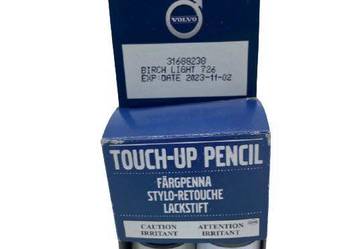 VOLVO
31688238
BIRCH LIGHT 726
EXP.DATE 2023-11-02
TOUCH-UP PENCIL
FÄRGPENNA
STYLO-RETOUCHE
LACKSTIFT
CAUTION ATTENTION
IRRITANT IRRITANT